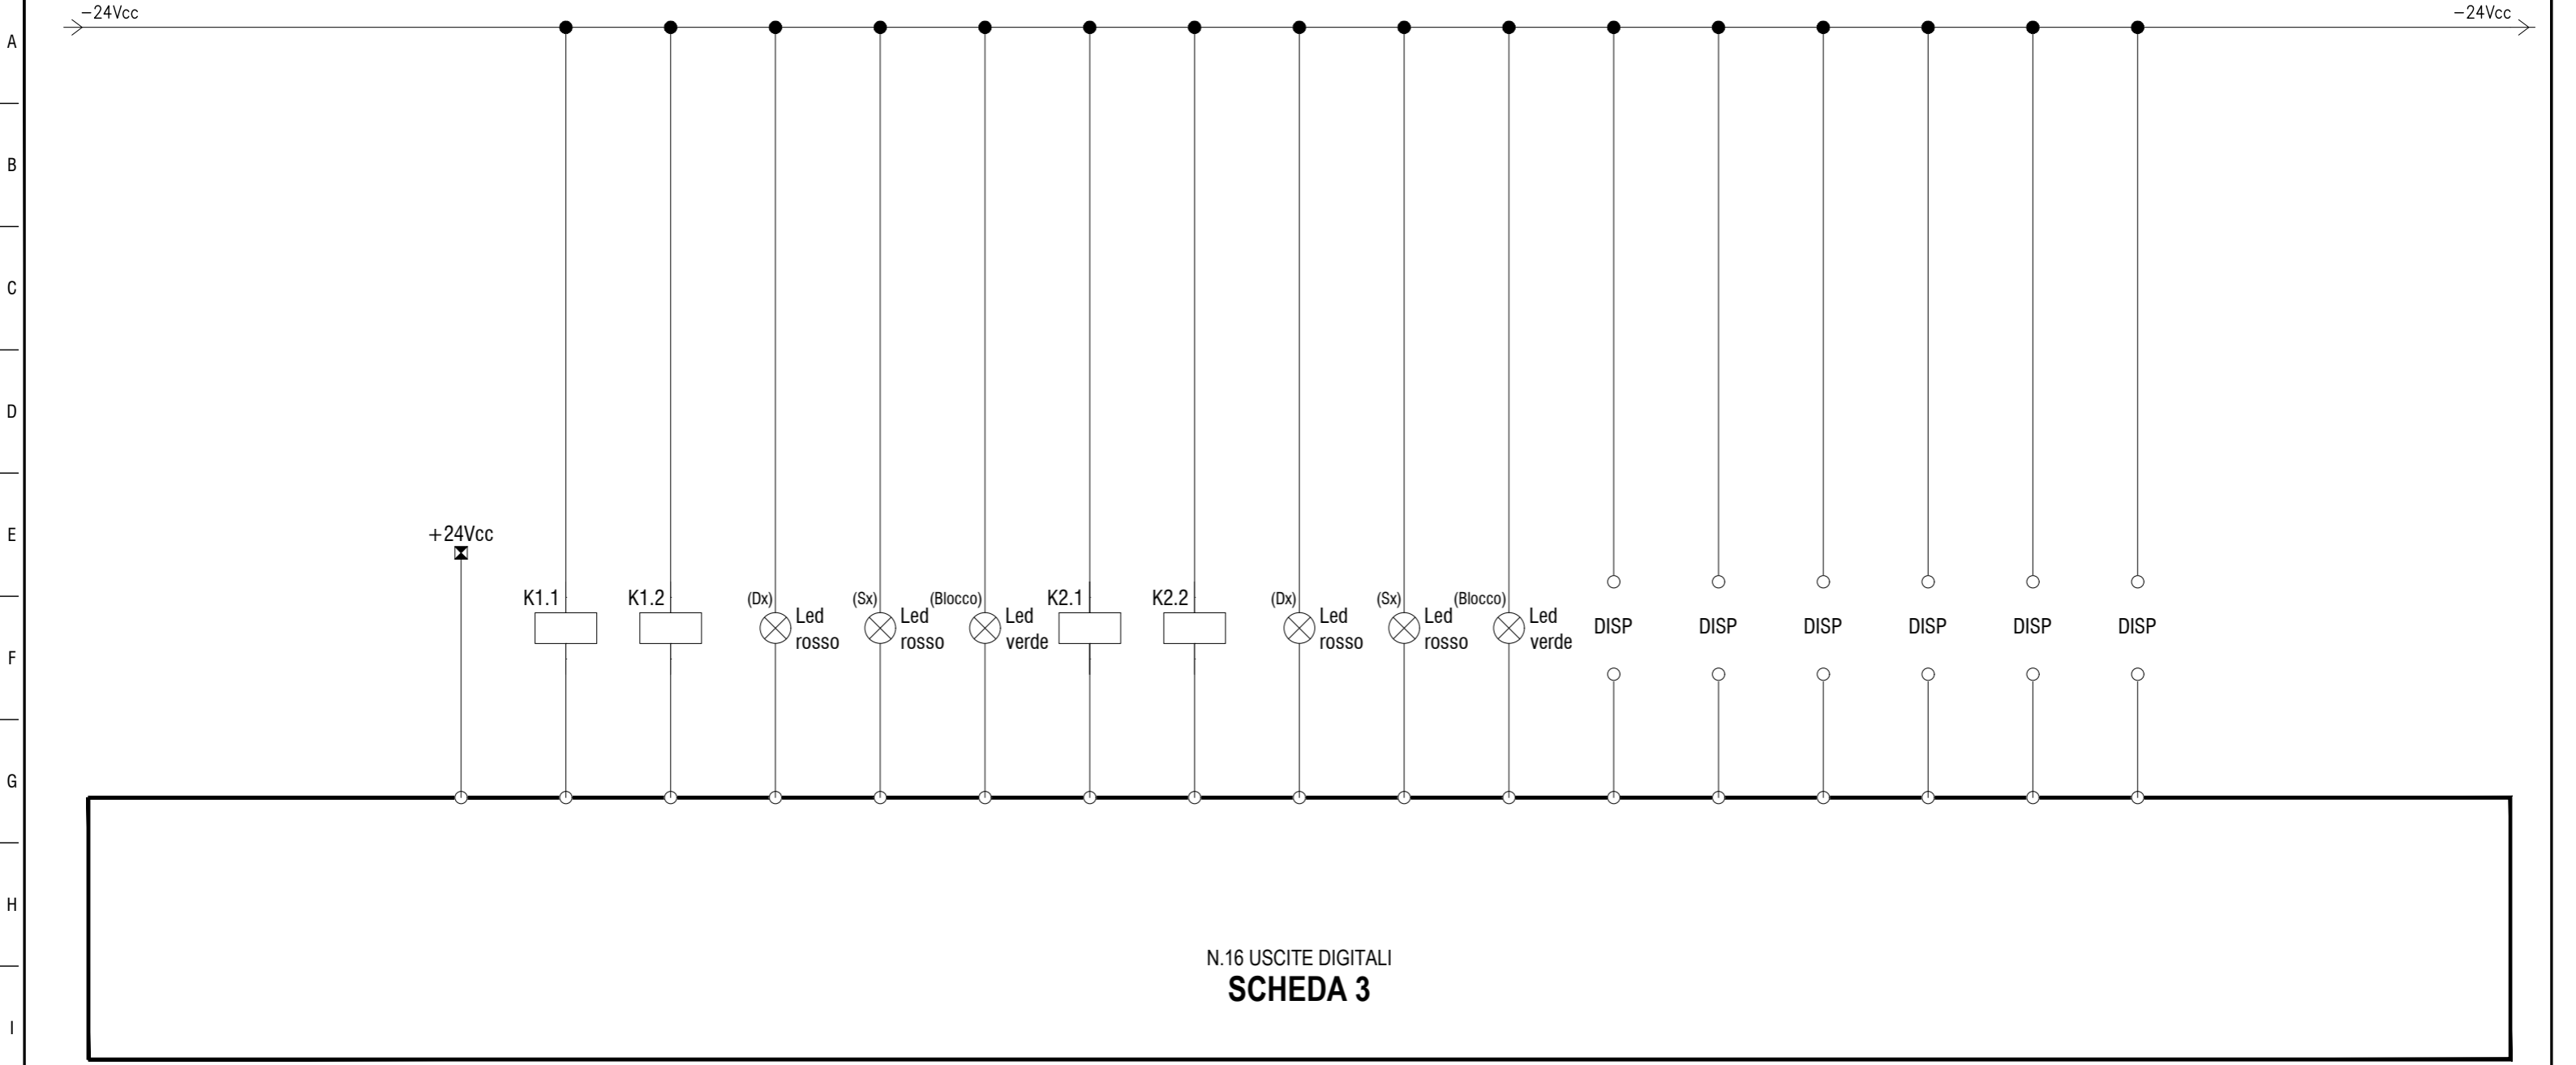 −24Vcc
−24Vcc
A
B
C
D
E
+24Vcc
K1.1
K1.2
(Dx)
Led
rosso
(Sx)
Led
rosso
(Blocco)
Led
verde
K2.1
K2.2
(Dx)
Led
rosso
(Sx)
Led
rosso
(Blocco)
Led
verde
DISP
DISP
DISP
DISP
DISP
DISP
F
G
H
N.16 USCITE DIGITALI
SCHEDA 3
I